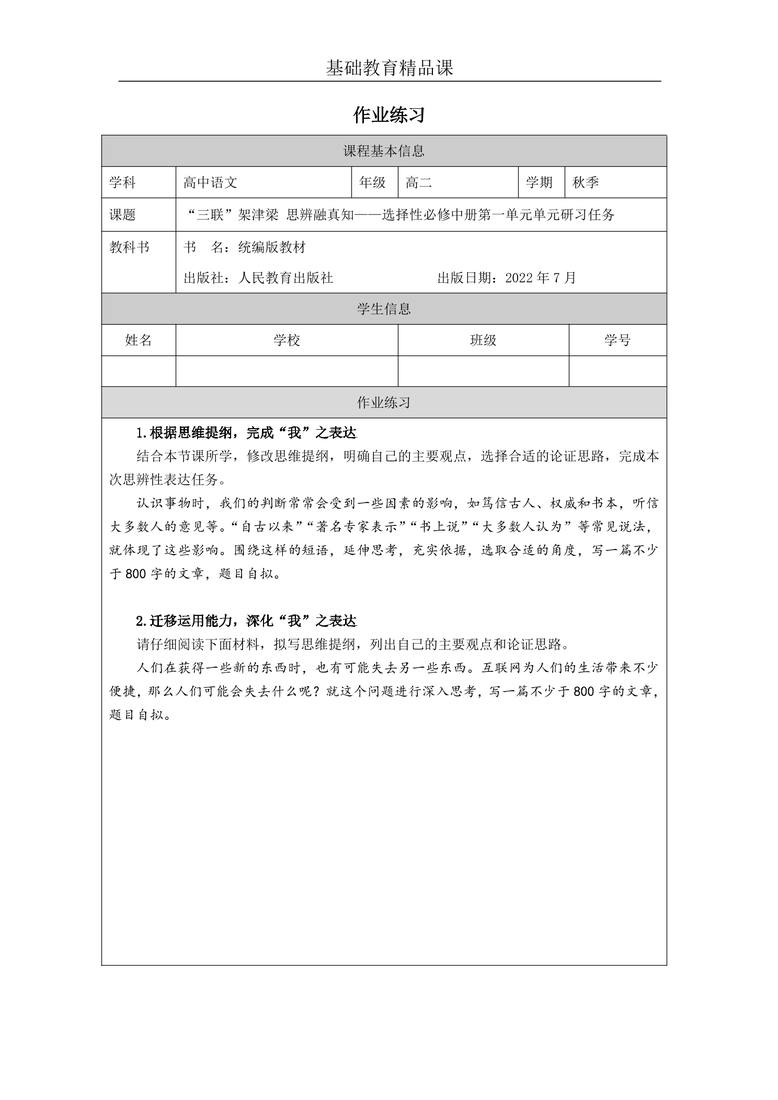 基础教育精品课
作业练习
课程基本信息
学科 高中语文 年级 高二 学期 秋季
课题 “三联”架津梁 思辨融真知——选择性必修中册第一单元单元研习任务
教科书 书 名：统编版教材
出版社：人民教育出版社 出版日期：2022 年 7 月
学生信息
姓名 学校 班级 学号
作业练习
1.根据思维提纲，完成“我”之表达
结合本节课所学，修改思维提纲，明确自己的主要观点，选择合适的论证思路，完成本
次思辨性表达任务。
认识事物时，我们的判断常常会受到一些因素的影响，如笃信古人、权威和书本，听信
大多数人的意见等。“自古以来”“著名专家表示”“书上说”“大多数人认为”等常见说法，
就体现了这些影响。围绕这样的短语，延伸思考，充实依据，选取合适的角度，写一篇不少
于 800 字的文章，题目自拟。
2.迁移运用能力，深化“我”之表达
请仔细阅读下面材料，拟写思维提纲，列出自己的主要观点和论证思路。
人们在获得一些新的东西时，也有可能失去另一些东西。互联网为人们的生活带来不少
便捷，那么人们可能会失去什么呢？就这个问题进行深入思考，写一篇不少于 800 字的文章，
题目自拟。